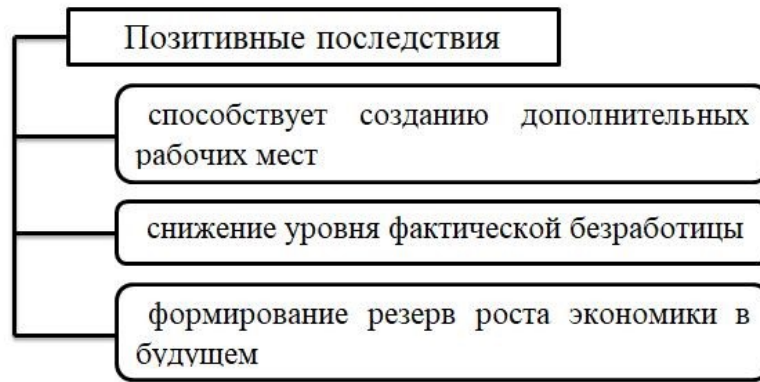 Позитивные последствия
способствует созданию дополнительных
рабочих мест
снижение уровня фактической безработицы
формирование резерв роста экономики в
будущем